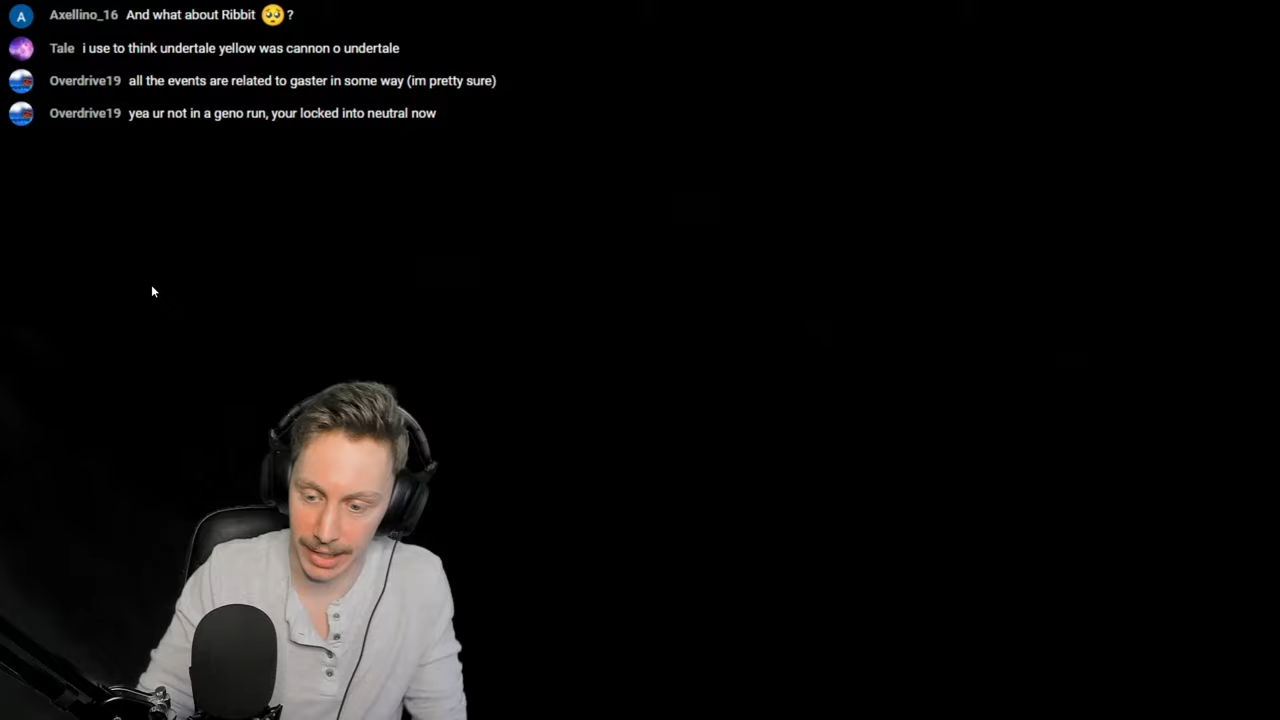 A Axellino_16 And what about Ribbit 🥺 ?
Tale i use to think undertale yellow was cannon o undertale
Overdrive19 all the events are related to gaster in some way (im pretty sure)
Overdrive19 yea ur not in a geno run, your locked into neutral now